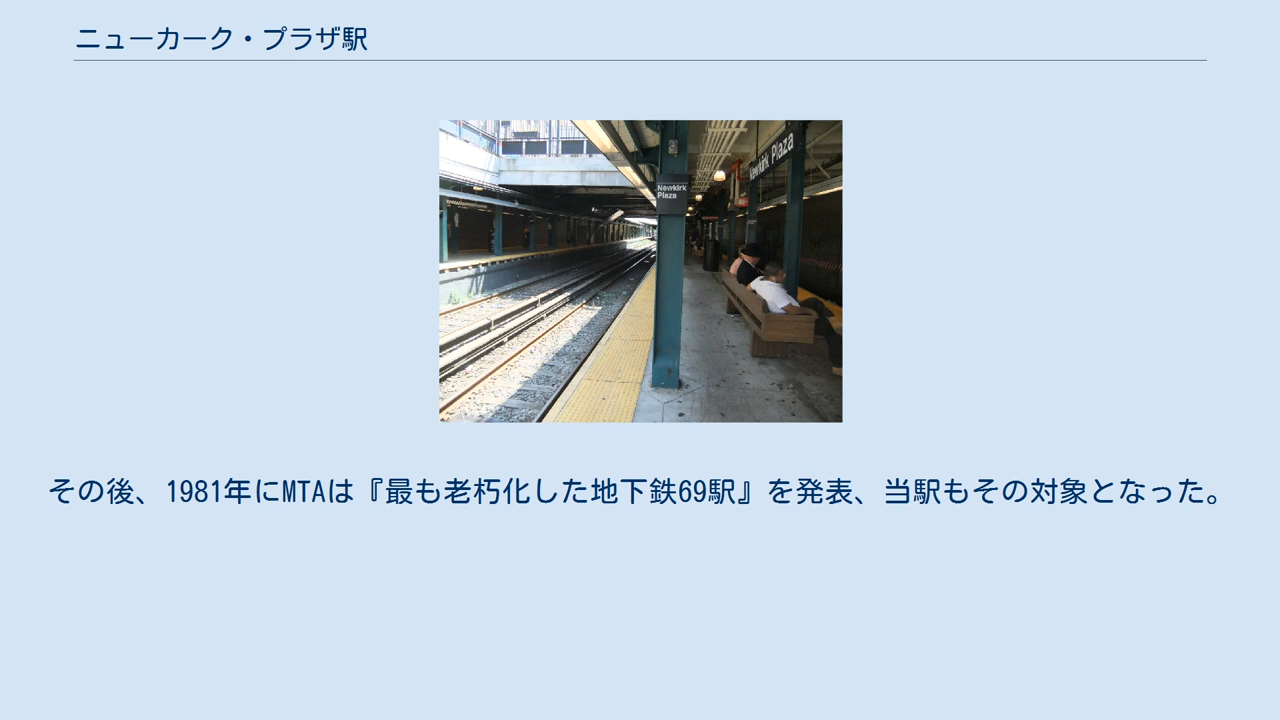 ニューカーク・プラザ駅
Newkirk
Plaza
Newkirk Plaza
その後、1981年にMTAは『最も老朽化した地下鉄69駅』を発表、当駅もその対象となった。